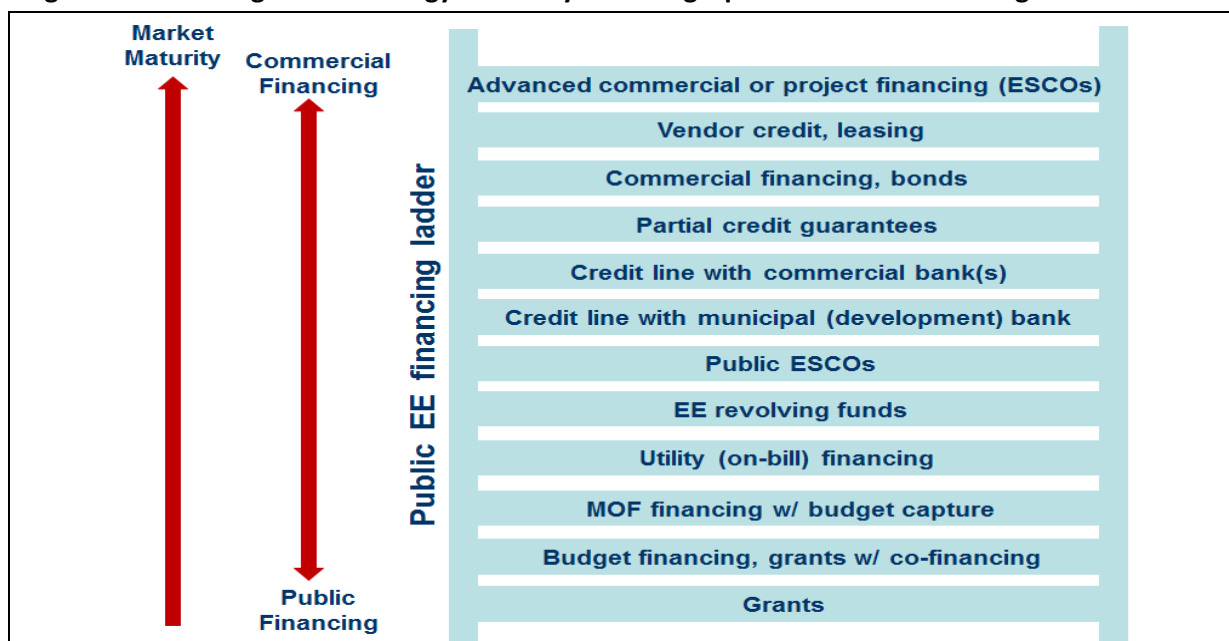 Market
Maturity
Commercial
Financing
Public EE financing ladder
Advanced commercial or project financing (ESCOs)
Vendor credit, leasing
Commercial financing, bonds
Partial credit guarantees
Credit line with commercial bank(s)
Credit line with municipal (development) bank
Public ESCOs
EE revolving funds
Utility (on-bill) financing
MOF financing w/ budget capture
Budget financing, grants w/ co-financing
Grants
Public
Financing